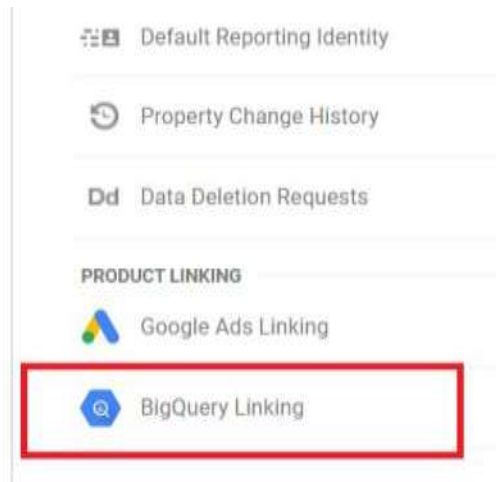 Default Reporting Identity
Property Change History
Dd Data Deletion Requests
PRODUCT LINKING
Google Ads Linking
BigQuery Linking